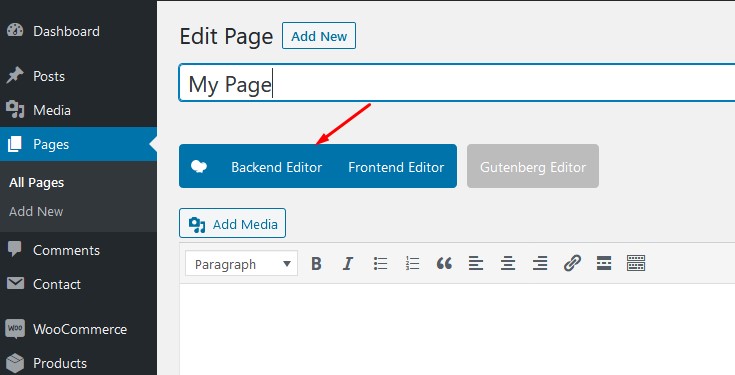 Dashboard
Posts
Media
Pages
All Pages
Add New
Comments
Contact
WOO
WooCommerce
Products
Edit Page
Add New
My Page
Backend Editor
Frontend Editor
Gutenberg Editor
Add Media
Paragraph
B
I